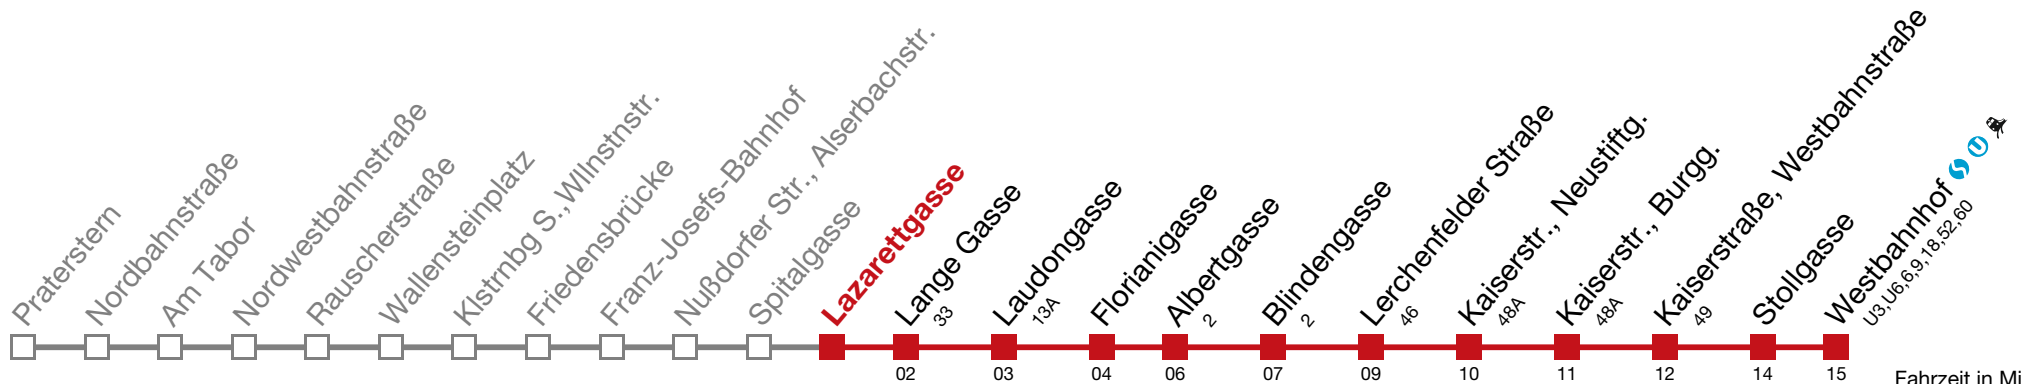 Praterstern
Nordbahnstraße
Am Tabor
Nordwestbahnstraße
Rauscherstraße
Wallensteinplatz
Klstrnbg S., Wllnstnstr.
Friedensbrücke
Franz-Josefs-Bahnhof
Nußdorfer Str., Alserbachstr.
Spitalgasse
Lazarettgasse
Lange Gasse
33
Laudongasse
13A
Florianigasse
Albertgasse
2
Blindengasse
2
Lerchenfelder Straße
46
Kaiserstr., Neustiftg.
48A
Kaiserstr., Burgg.
48A
Kaiserstraße, Westbahnstraße
49
Stollgasse
Westbahnhof S U
U3,U6,6,9,18,52,60
02 03 04 06 07 09 10 11 12 14 15
Fahrzeit in Mi